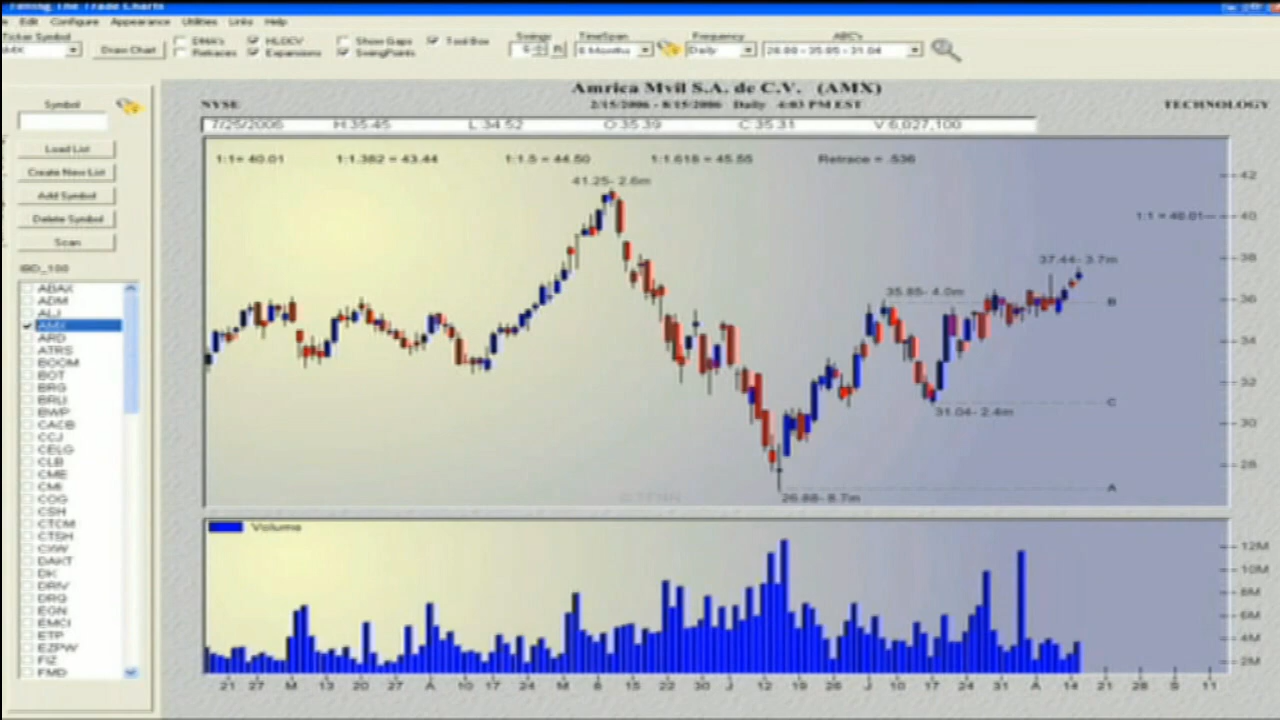 Timing The Trade Charts
Edit Configure Appearance Utilities Links Help
Ticker Symbol
AMX
Draw Chart
EMA's
Retraces
HLOCV
Expansions
Show Gaps
SwingPoints
Tool Box
Swings
TimeSpan
6 Months
Frequency
Daily
ABC's
26.88 - 35.85 - 31.04
Amrica Mvil S.A. de C.V. (AMX)
NYSE
2/15/2006 - 8/15/2006 Daily 4:03 PM EST
TECHNOLOGY
7/25/2006 H:35.45 L:34.52 O:35.39 C:35.31 V:6,027,100
Symbol
Load List
Create New List
Add Symbol
Delete Symbol
Scan
IBD_100
ABAX
ADM
ALJ
AMX
ARD
ATRS
BOOM
BOT
BRG
BRLI
BWP
CACB
CCJ
CELG
CLB
CME
CMI
COG
CSH
CTCM
CTSH
CXW
DAKT
DK
DRIV
DRQ
EGN
EMCI
ETP
EZPW
FIZ
FMD
1:1= 40.01 1:1.382 = 43.44 1:1.5 = 44.50 1:1.618 = 45.55 Retrace = .536
41.25- 2.6m
42
1:1 = 40.01
40
37.44- 3.7m
38
35.85- 4.0m
36
B
34
32
C
31.04- 2.4m
30
28
A
26.88- 8.7m
Volume
12M
10M
8M
6M
4M
2M
21 27 M 13 20 27 A 10 17 24 M 8 15 22 30 J 12 19 26 J 10 17 24 31 A 14 21 28 S 11